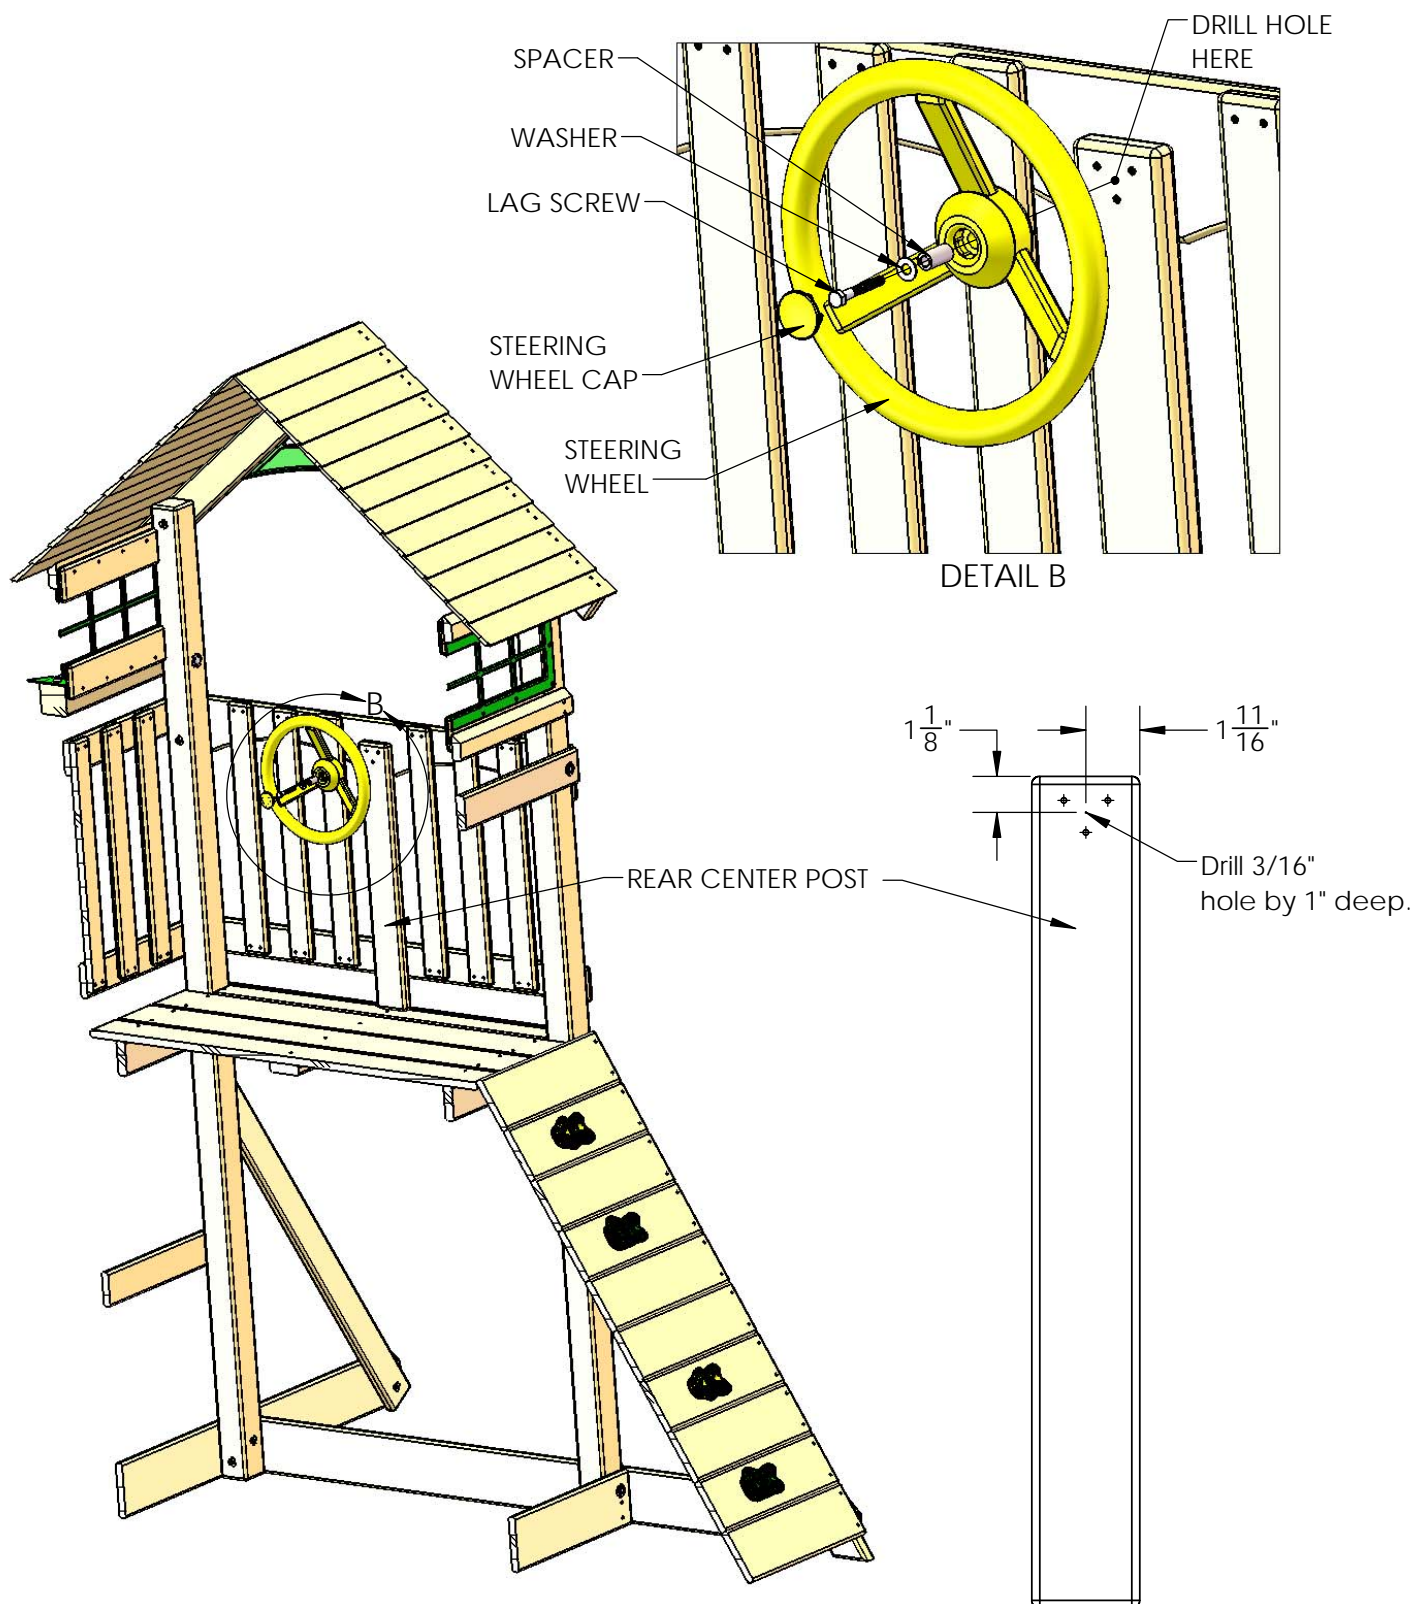 DRILL HOLE
HERE
SPACER
WASHER
LAG SCREW
STEERING
WHEEL CAP
STEERING
WHEEL
DETAIL B
B
1 1/8"
1 11/16"
REAR CENTER POST
Drill 3/16"
hole by 1" deep.